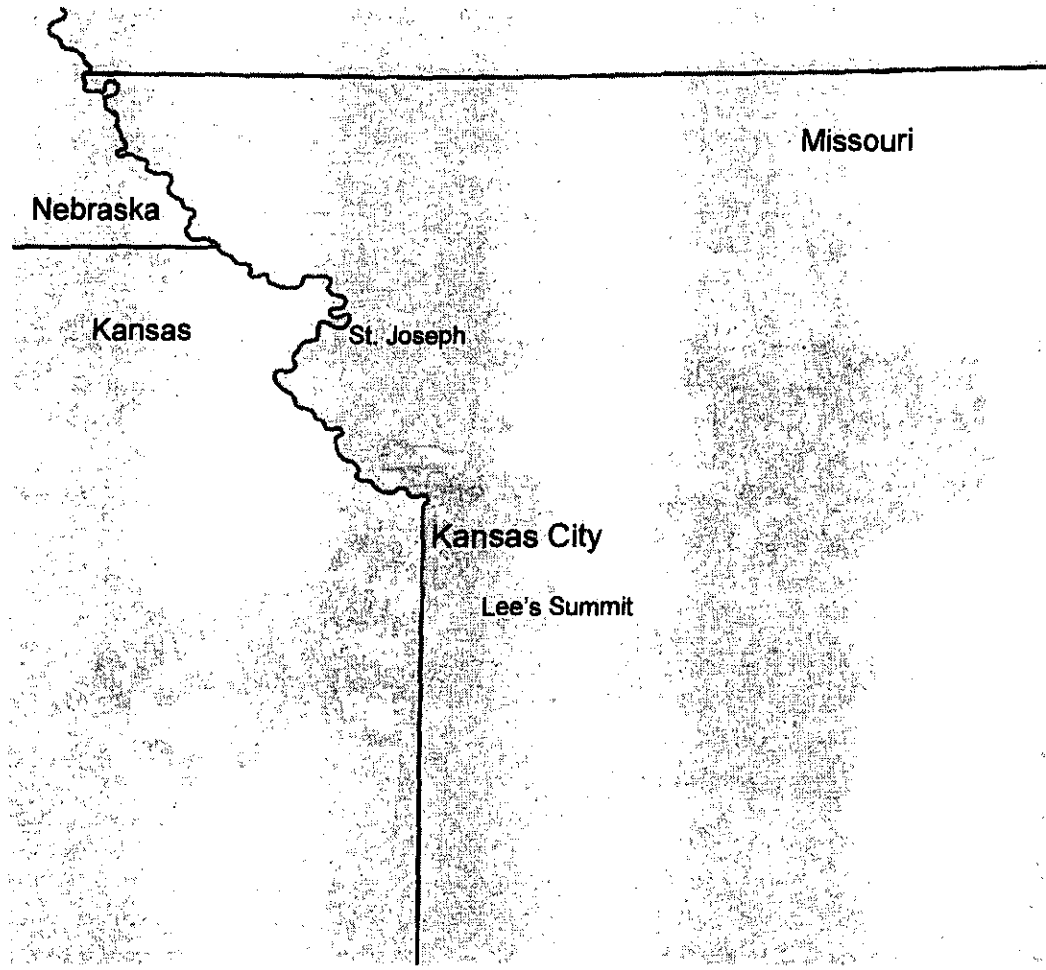 Missouri
Nebraska
Kansas
St. Joseph
Kansas City
Lee's Summit